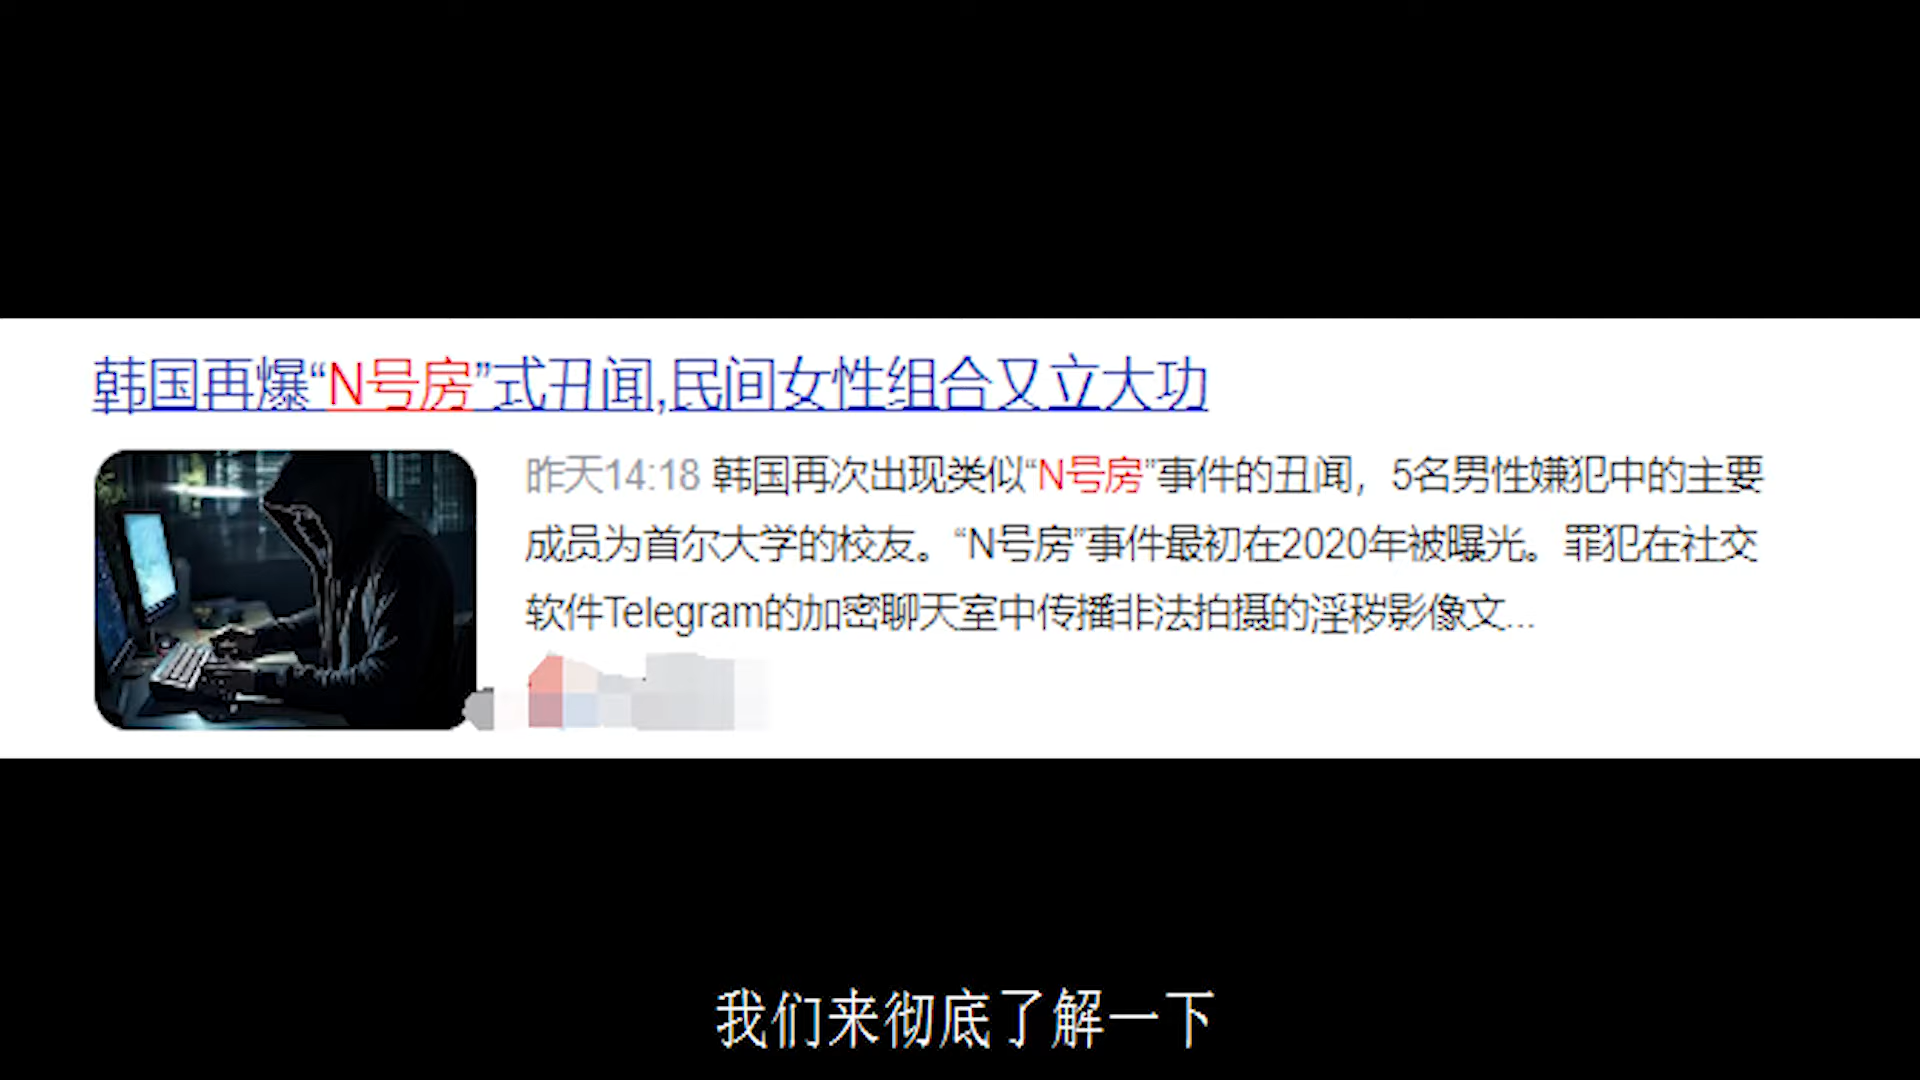 韩国再爆“N号房”式丑闻,民间女性组合又立大功
昨天14:18 韩国再次出现类似“N号房”事件的丑闻，5名男性嫌犯中的主要
成员为首尔大学的校友。“N号房”事件最初在2020年被曝光。罪犯在社交
软件Telegram的加密聊天室中传播非法拍摄的淫秽影像文...
我们来彻底了解一下